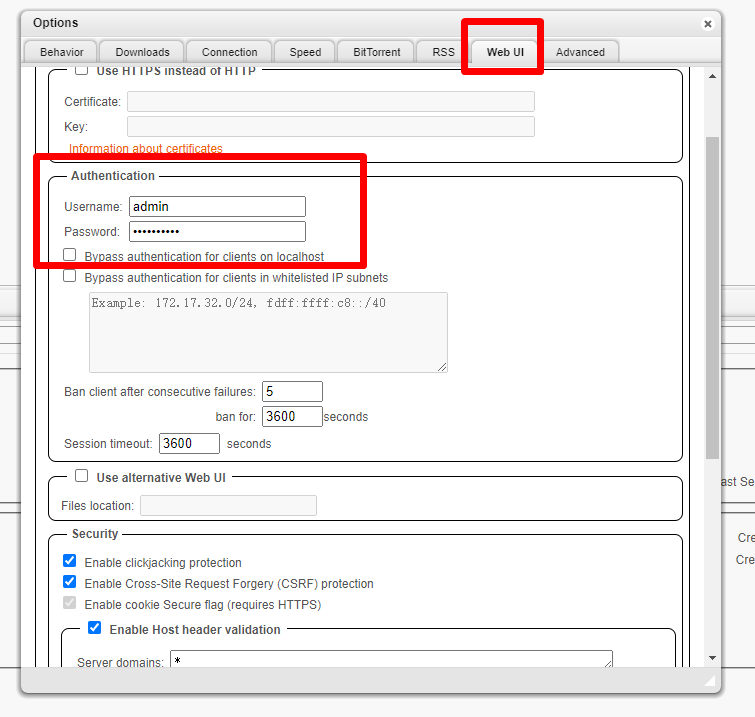 Options
Behavior Downloads Connection Speed BitTorrent RSS Web UI Advanced
Use HTTPS instead of HTTP
Certificate:
Key:
Information about certificates
Authentication
Username: admin
Password: ••••••••••
Bypass authentication for clients on localhost
Bypass authentication for clients in whitelisted IP subnets
Example: 172.17.32.0/24, fdff:ffff:c8::/40
Ban client after consecutive failures: 5
ban for: 3600 seconds
Session timeout: 3600 seconds
Use alternative Web UI
ast Se
Files location:
Security
Cre
Enable clickjacking protection
Cre
Enable Cross-Site Request Forgery (CSRF) protection
Enable cookie Secure flag (requires HTTPS)
Enable Host header validation
Server domains: *